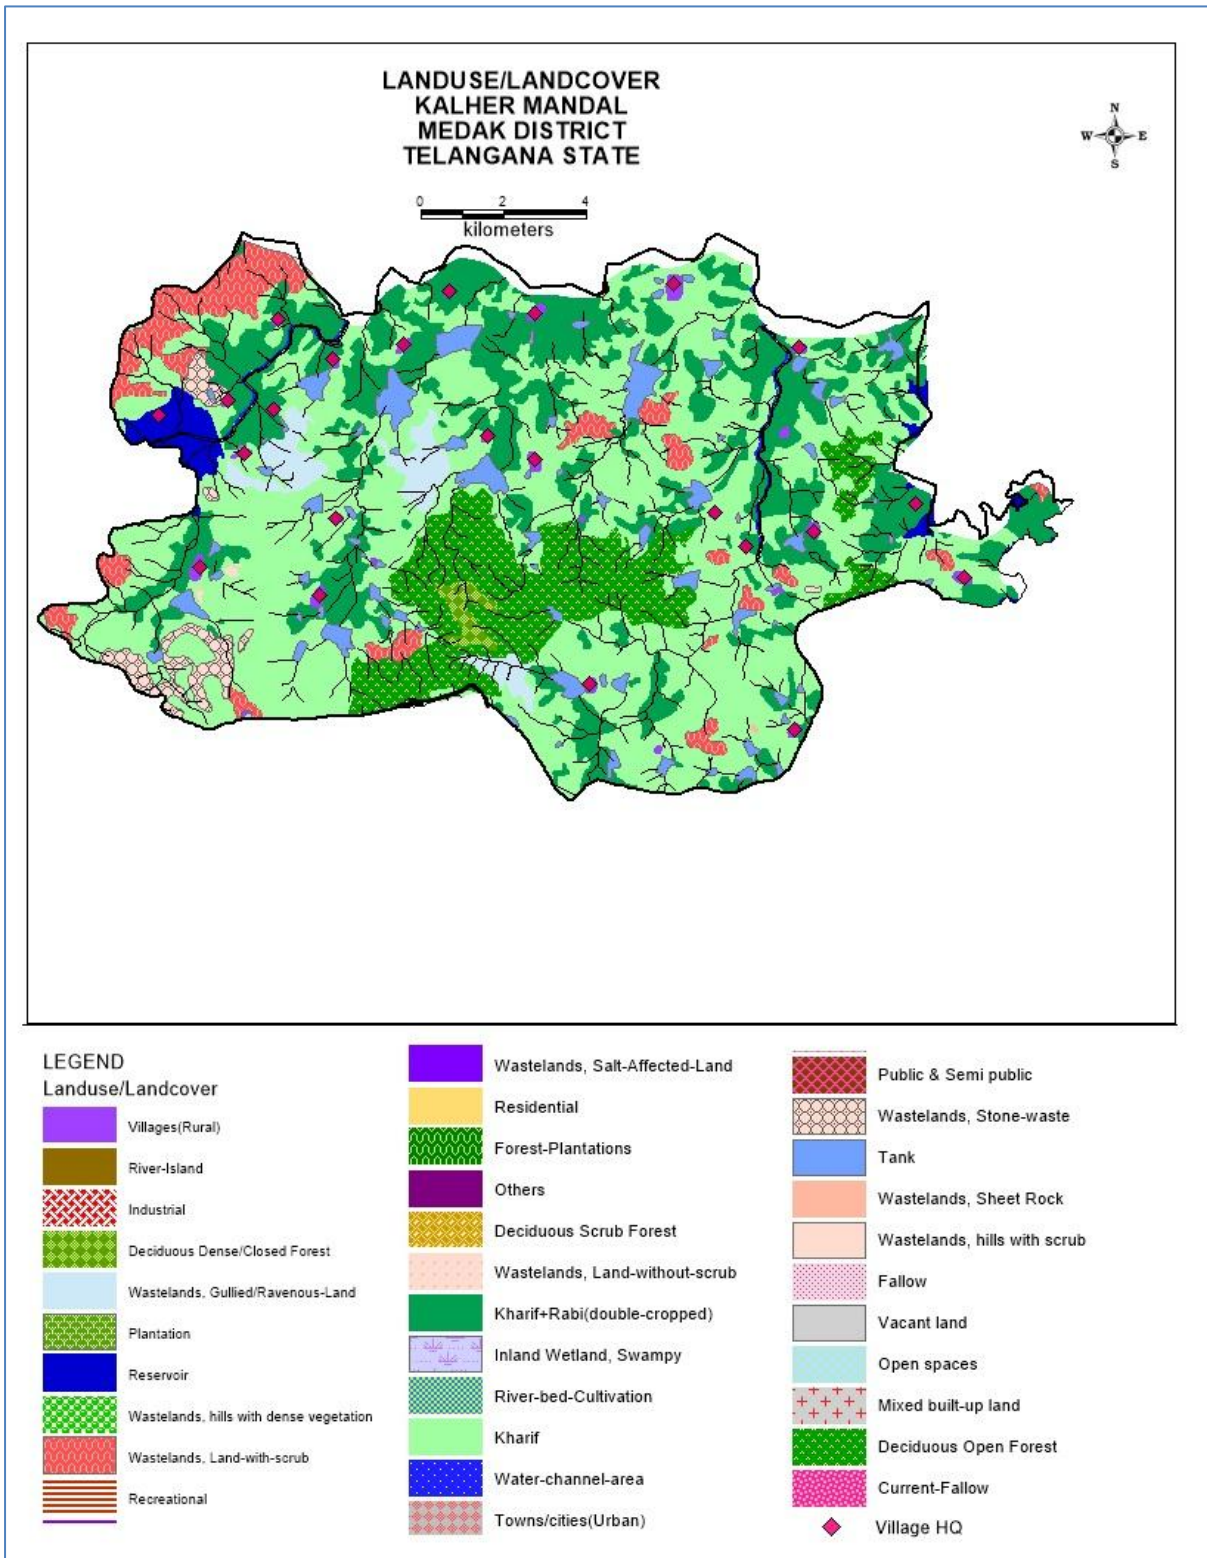 LANDUSE/LANDCOVER
KALHER MANDAL
MEDAK DISTRICT
TELANGANA STATE
N
W E
S
0 2 4
kilometers
LEGEND
Landuse/Landcover
Villages(Rural)
River-Island
Industrial
Deciduous Dense/Closed Forest
Wastelands, Gullied/Ravenous-Land
Plantation
Reservoir
Wastelands, hills with dense vegetation
Wastelands, Land-with-scrub
Recreational
Wastelands, Salt-Affected-Land
Residential
Forest-Plantations
Others
Deciduous Scrub Forest
Wastelands, Land-without-scrub
Kharif+Rabi(double-cropped)
Inland Wetland, Swampy
River-bed-Cultivation
Kharif
Water-channel-area
Towns/cities(Urban)
Public & Semi public
Wastelands, Stone-waste
Tank
Wastelands, Sheet Rock
Wastelands, hills with scrub
Fallow
Vacant land
Open spaces
Mixed built-up land
Deciduous Open Forest
Current-Fallow
Village HQ